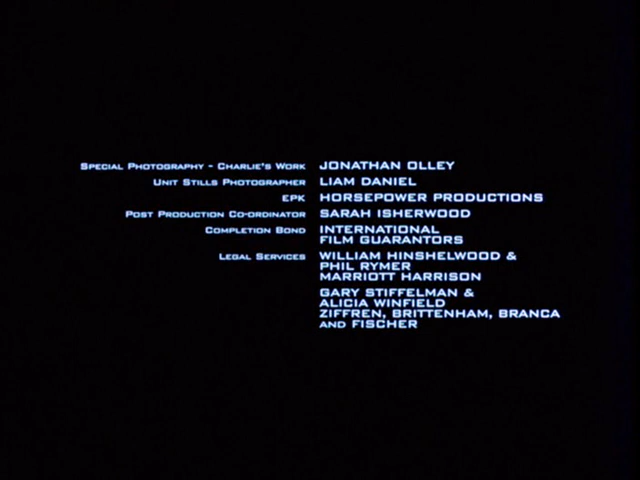 Special Photography - Charlie's Work JONATHAN OLLEY
Unit Stills Photographer LIAM DANIEL
EPK HORSEPOWER PRODUCTIONS
Post Production Co-ordinator SARAH ISHERWOOD
Completion Bond INTERNATIONAL
FILM GUARANTORS
Legal Services WILLIAM HINSHELWOOD &
PHIL RYMER
MARRIOTT HARRISON
GARY STIFFELMAN &
ALICIA WINFIELD
ZIFFREN, BRITTENHAM, BRANCA
AND FISCHER